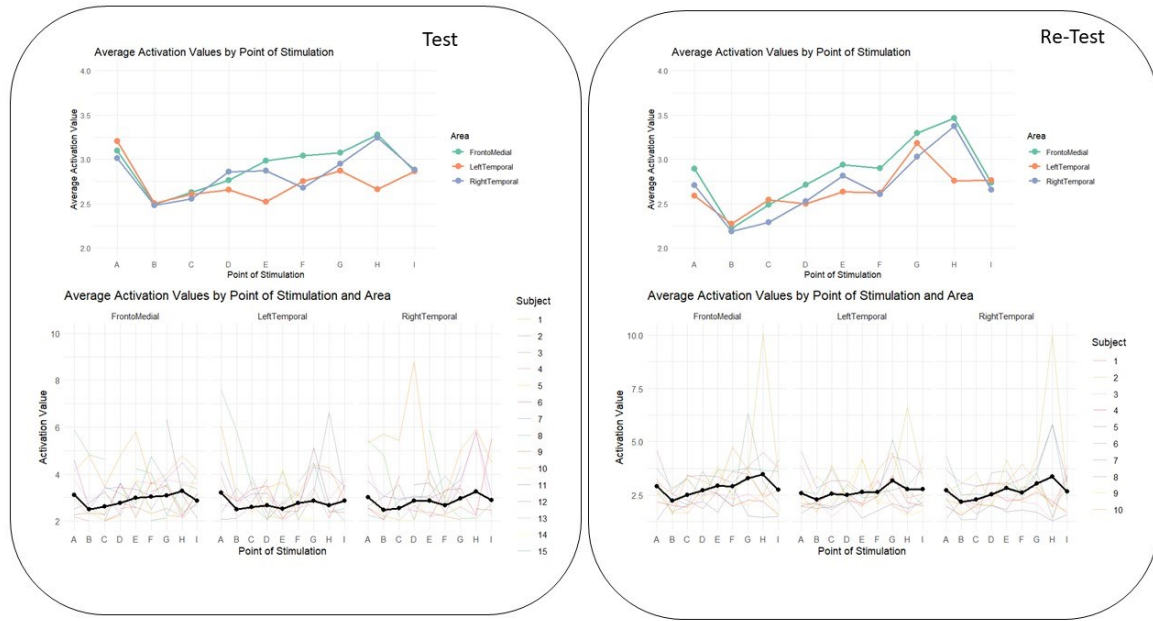 Test
Average Activation Values by Point of Stimulation
Average Activation Value
4.0
3.5
3.0
2.5
2.0
A B C D E F G H I
Point of Stimulation
Area
FrontoMedial
LeftTemporal
RightTemporal
Average Activation Values by Point of Stimulation and Area
FrontoMedial LeftTemporal RightTemporal
Activation Value
10
8
6
4
2
A B C D E F G H I A B C D E F G H I A B C D E F G H I
Point of Stimulation
Subject
1
2
3
4
5
6
7
8
9
10
11
12
13
14
15
Re-Test
Average Activation Values by Point of Stimulation
Average Activation Value
4.0
3.5
3.0
2.5
2.0
A B C D E F G H I
Point of Stimulation
Area
FrontoMedial
LeftTemporal
RightTemporal
Average Activation Values by Point of Stimulation and Area
FrontoMedial LeftTemporal RightTemporal
Activation Value
10.0
7.5
5.0
2.5
A B C D E F G H I A B C D E F G H I A B C D E F G H I
Point of Stimulation
Subject
1
2
3
4
5
6
7
8
9
10